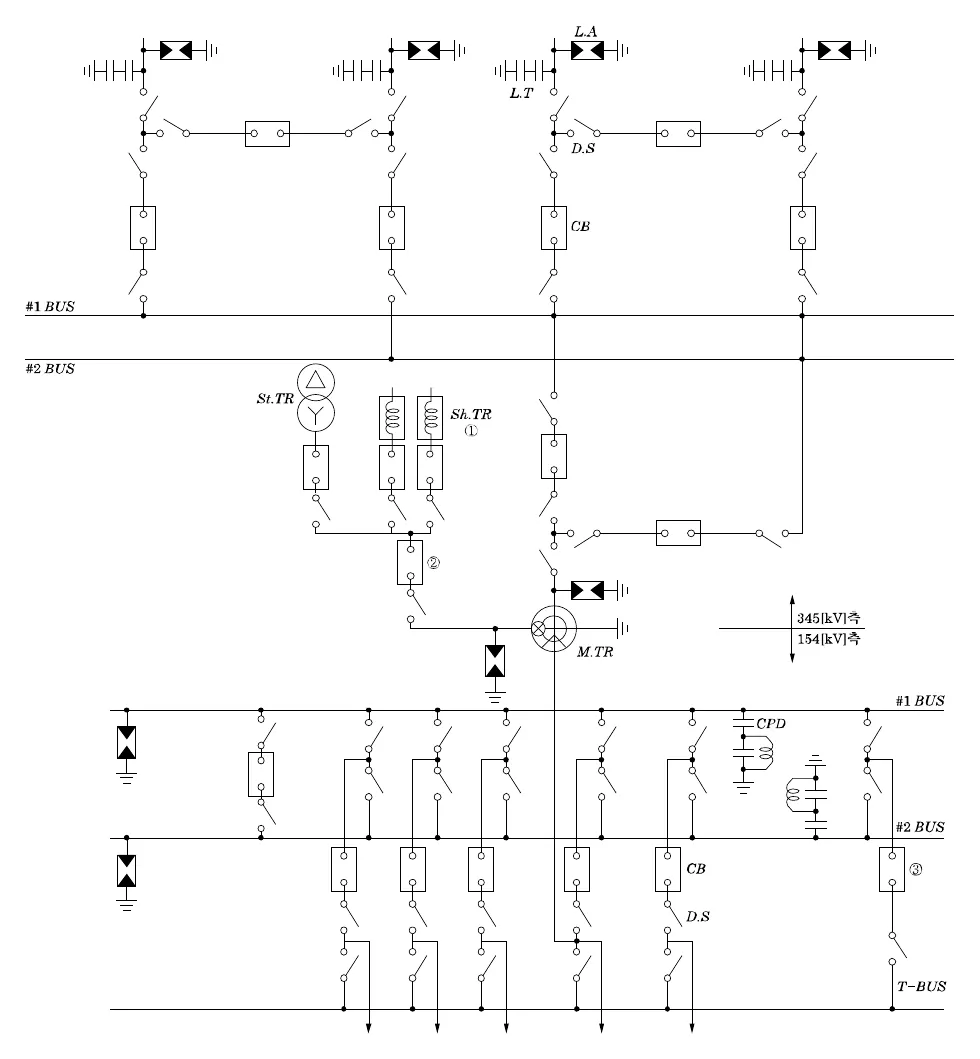 L.A
L.T
D.S
CB
#1 BUS
#2 BUS
St.TR
Sh.TR
①
②
345[kV]측
154[kV]측
M.TR
#1 BUS
CPD
#2 BUS
CB
③
D.S
T-BUS